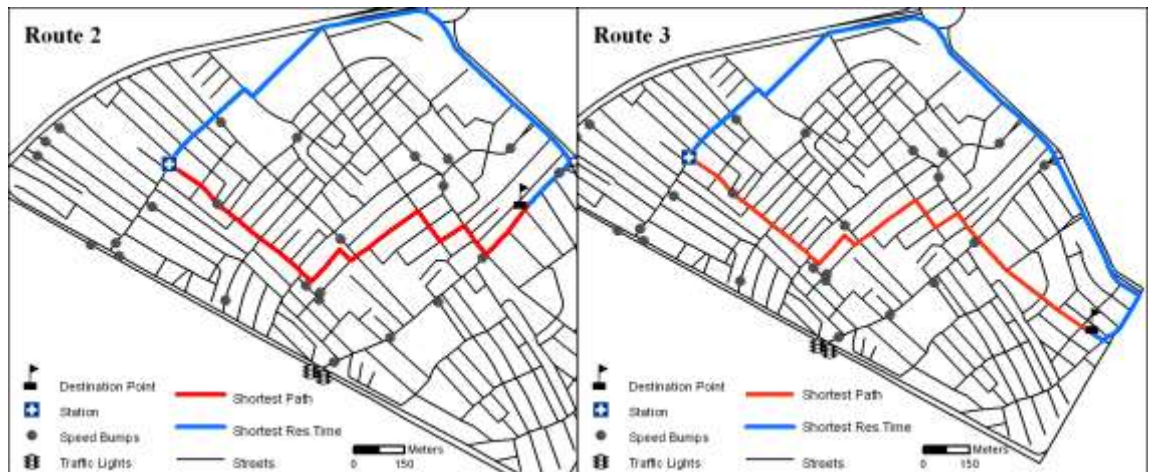 Route 2
Destination Point
Station
Speed Bumps
Traffic Lights
Shortest Path
Shortest Res.Time
Streets
Meters
0 150
Route 3
Destination Point
Station
Speed Bumps
Traffic Lights
Shortest Path
Shortest Res.Time
Streets
Meters
0 150